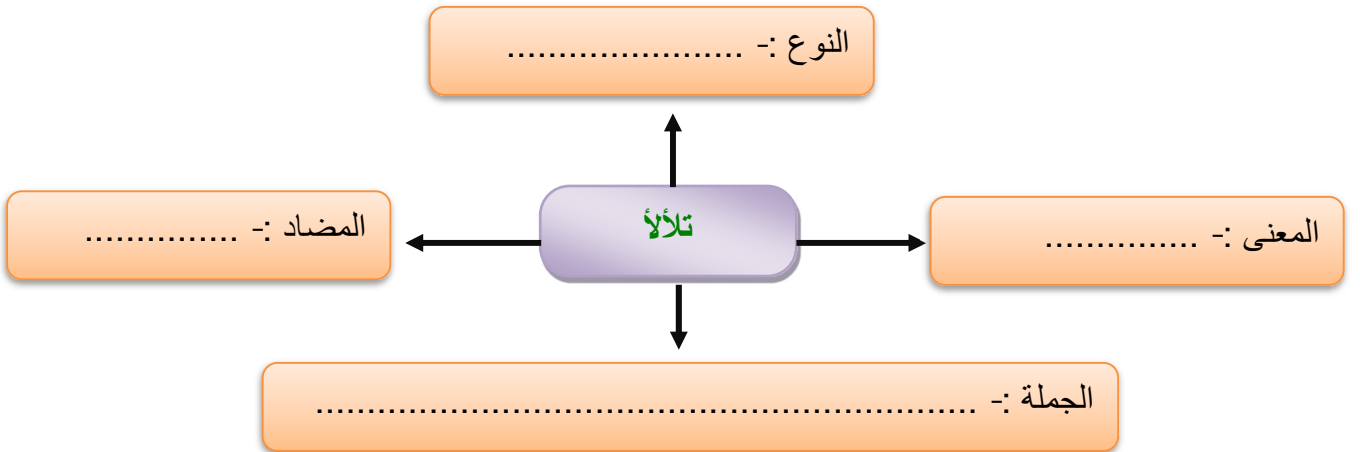 النوع :- .......................
تلألأ
المعنى :- ...............
المضاد :- ...............
الجملة :- ................................................................